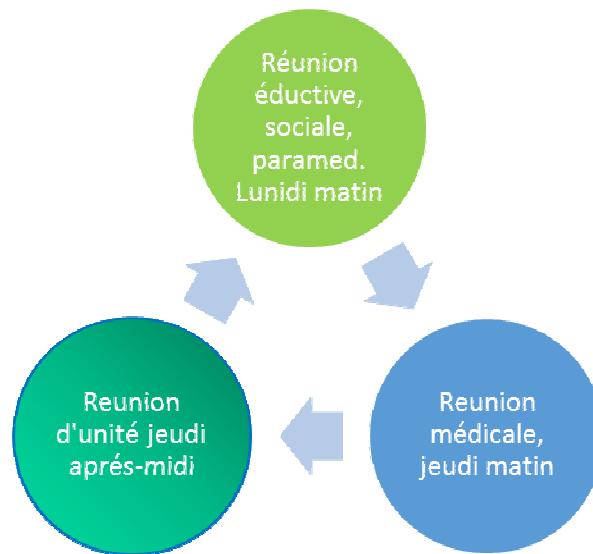 Réunion
éductive,
sociale,
paramed.
Lunidi matin
Reunion
d'unité jeudi
aprés-midi
Reunion
médicale,
jeudi matin